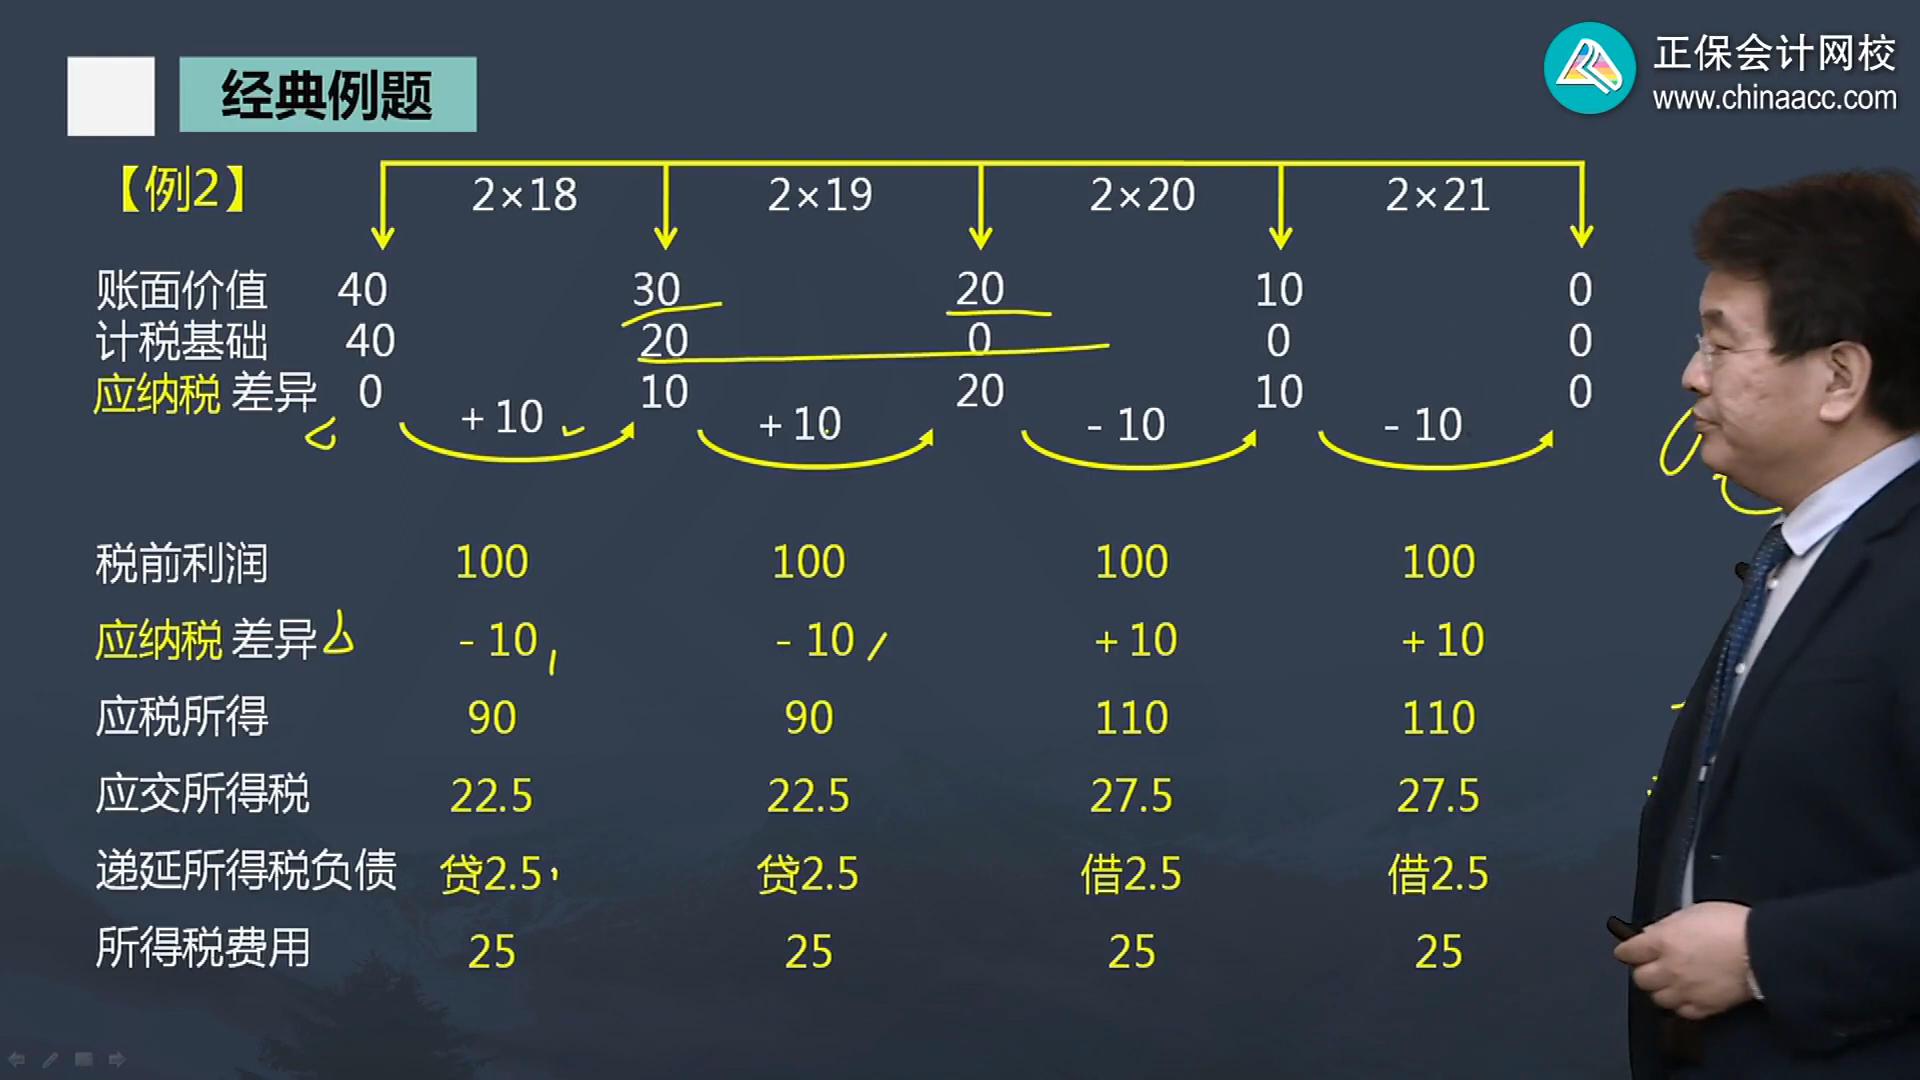 正保会计网校
www.chinaacc.com
经典例题
【例2】 2×18 2×19 2×20 2×21
账面价值 40 30 20 10 0
计税基础 40 20 0 0 0
应纳税 差异 0 10 20 10 0
+10 +10 -10 -10
税前利润 100 100 100 100
应纳税 差异 -10 -10 +10 +10
应税所得 90 90 110 110
应交所得税 22.5 22.5 27.5 27.5
递延所得税负债 贷2.5 贷2.5 借2.5 借2.5
所得税费用 25 25 25 25